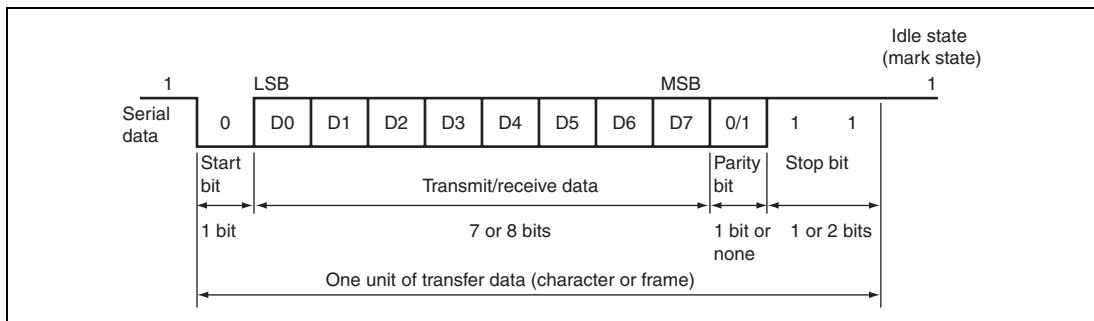 Idle state
(mark state)
1 LSB MSB 1
Serial
data
0 D0 D1 D2 D3 D4 D5 D6 D7 0/1 1 1
Start
bit
Transmit/receive data
Parity
bit
Stop bit
1 bit
7 or 8 bits
1 bit or
none
1 or 2 bits
One unit of transfer data (character or frame)